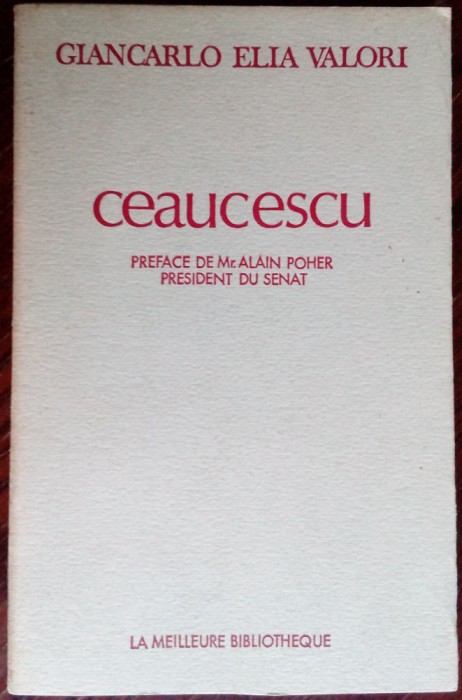 GIANCARLO ELIA VALORI
ceaucescu
PREFACE DE Mr. ALAIN POHER
PRESIDENT DU SENAT
LA MEILLEURE BIBLIOTHEQUE